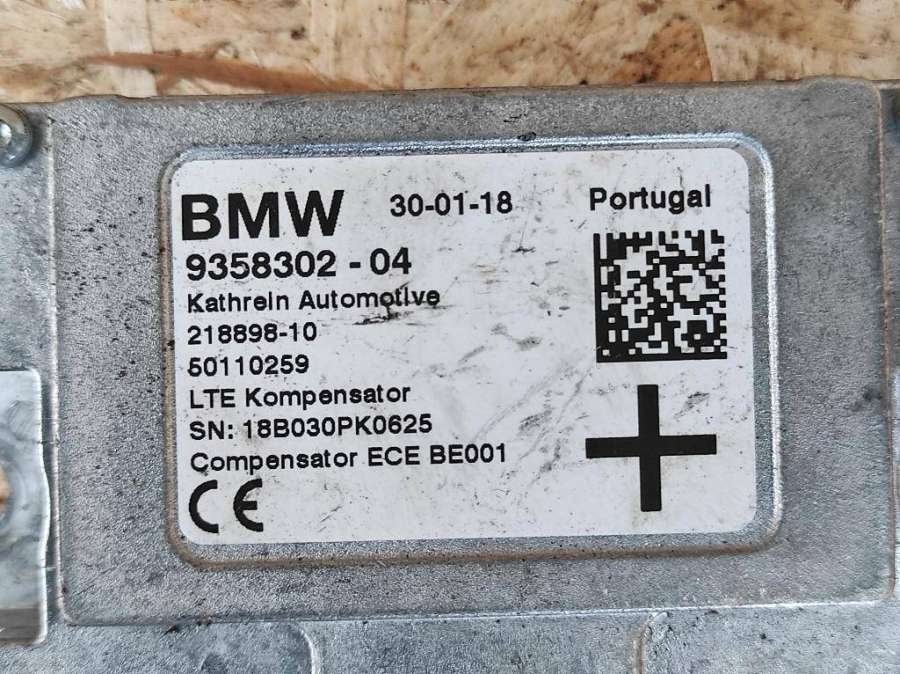 BMW 30-01-18 Portugal
9358302 - 04
Kathrein Automotive
218898-10
50110259
LTE Kompensator
SN: 18B030PK0625
Compensator ECE BE001
CE